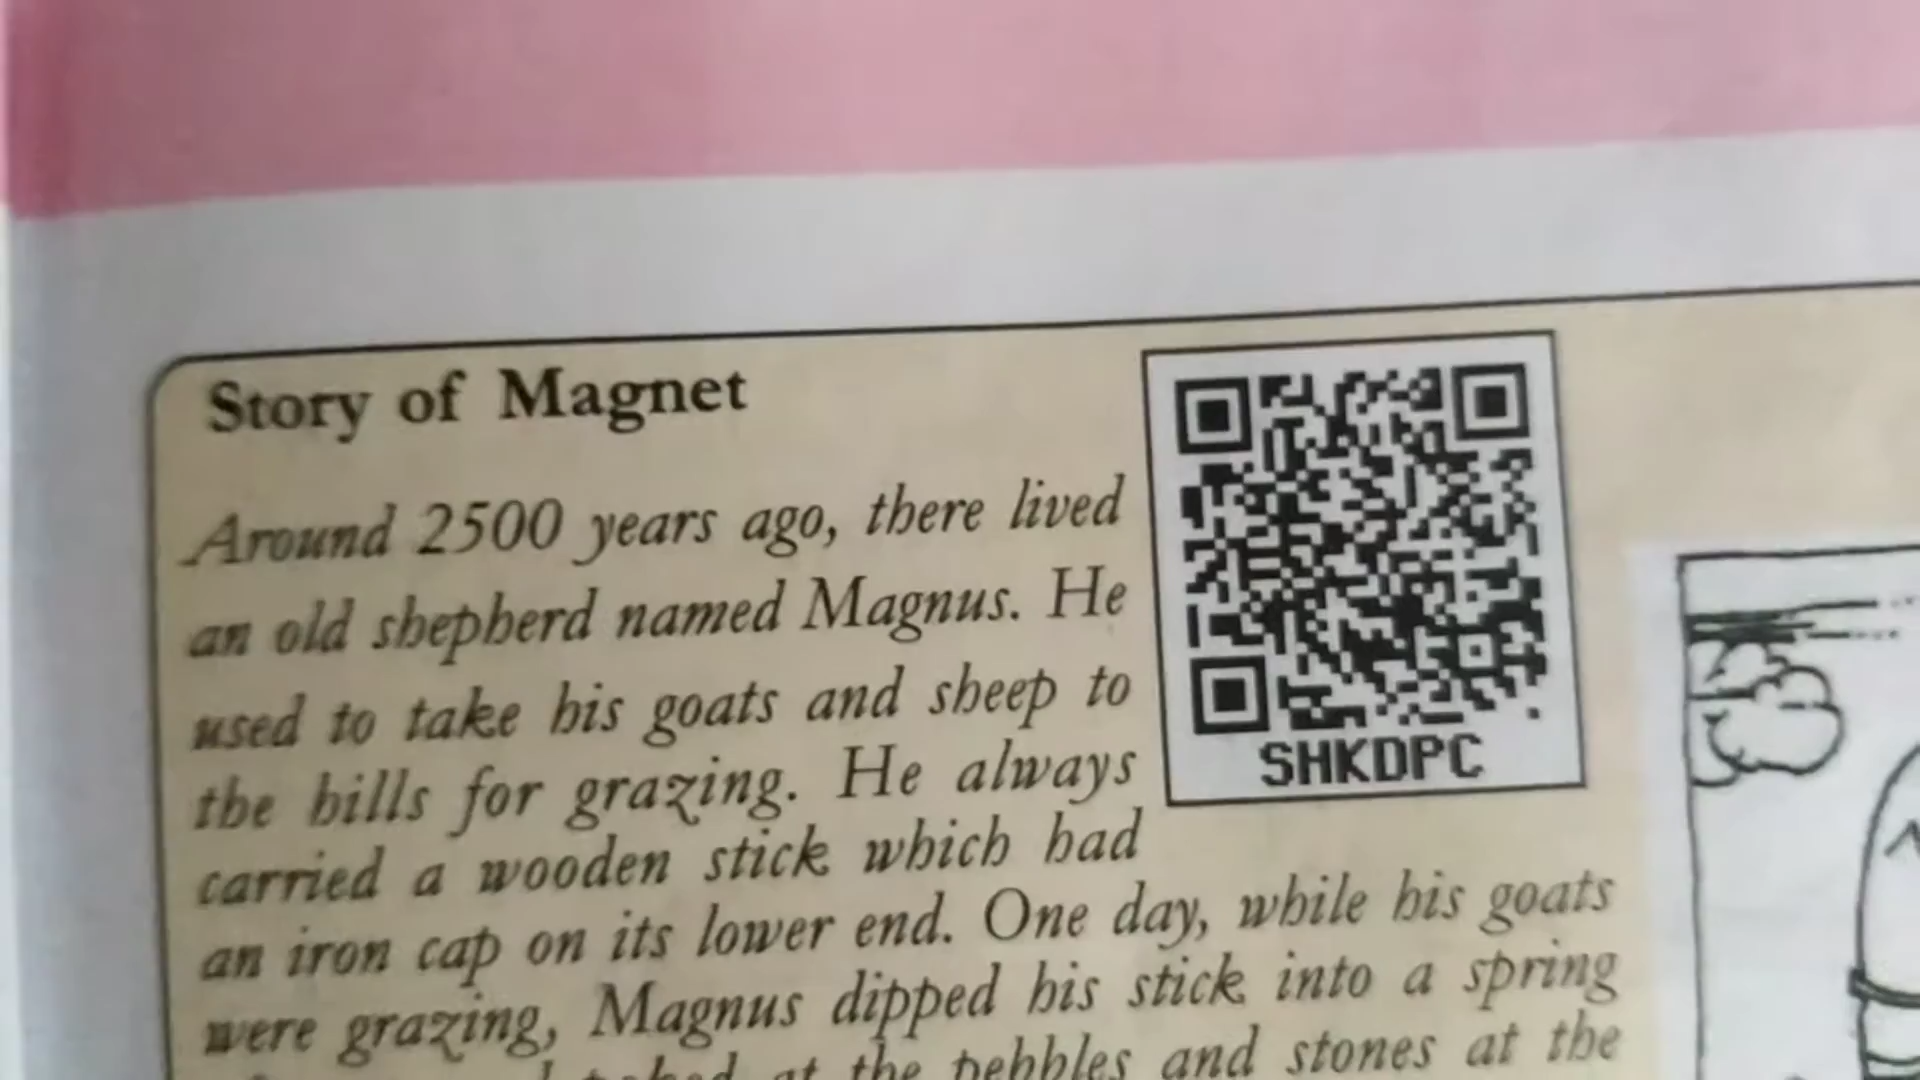 Story of Magnet
Around 2500 years ago, there lived
an old shepherd named Magnus. He
used to take his goats and sheep to
the hills for grazing. He always
carried a wooden stick which had
an iron cap on its lower end. One day, while his goats
were grazing, Magnus dipped his stick into a spring
at the pebbles and stones at the
SHKDPC